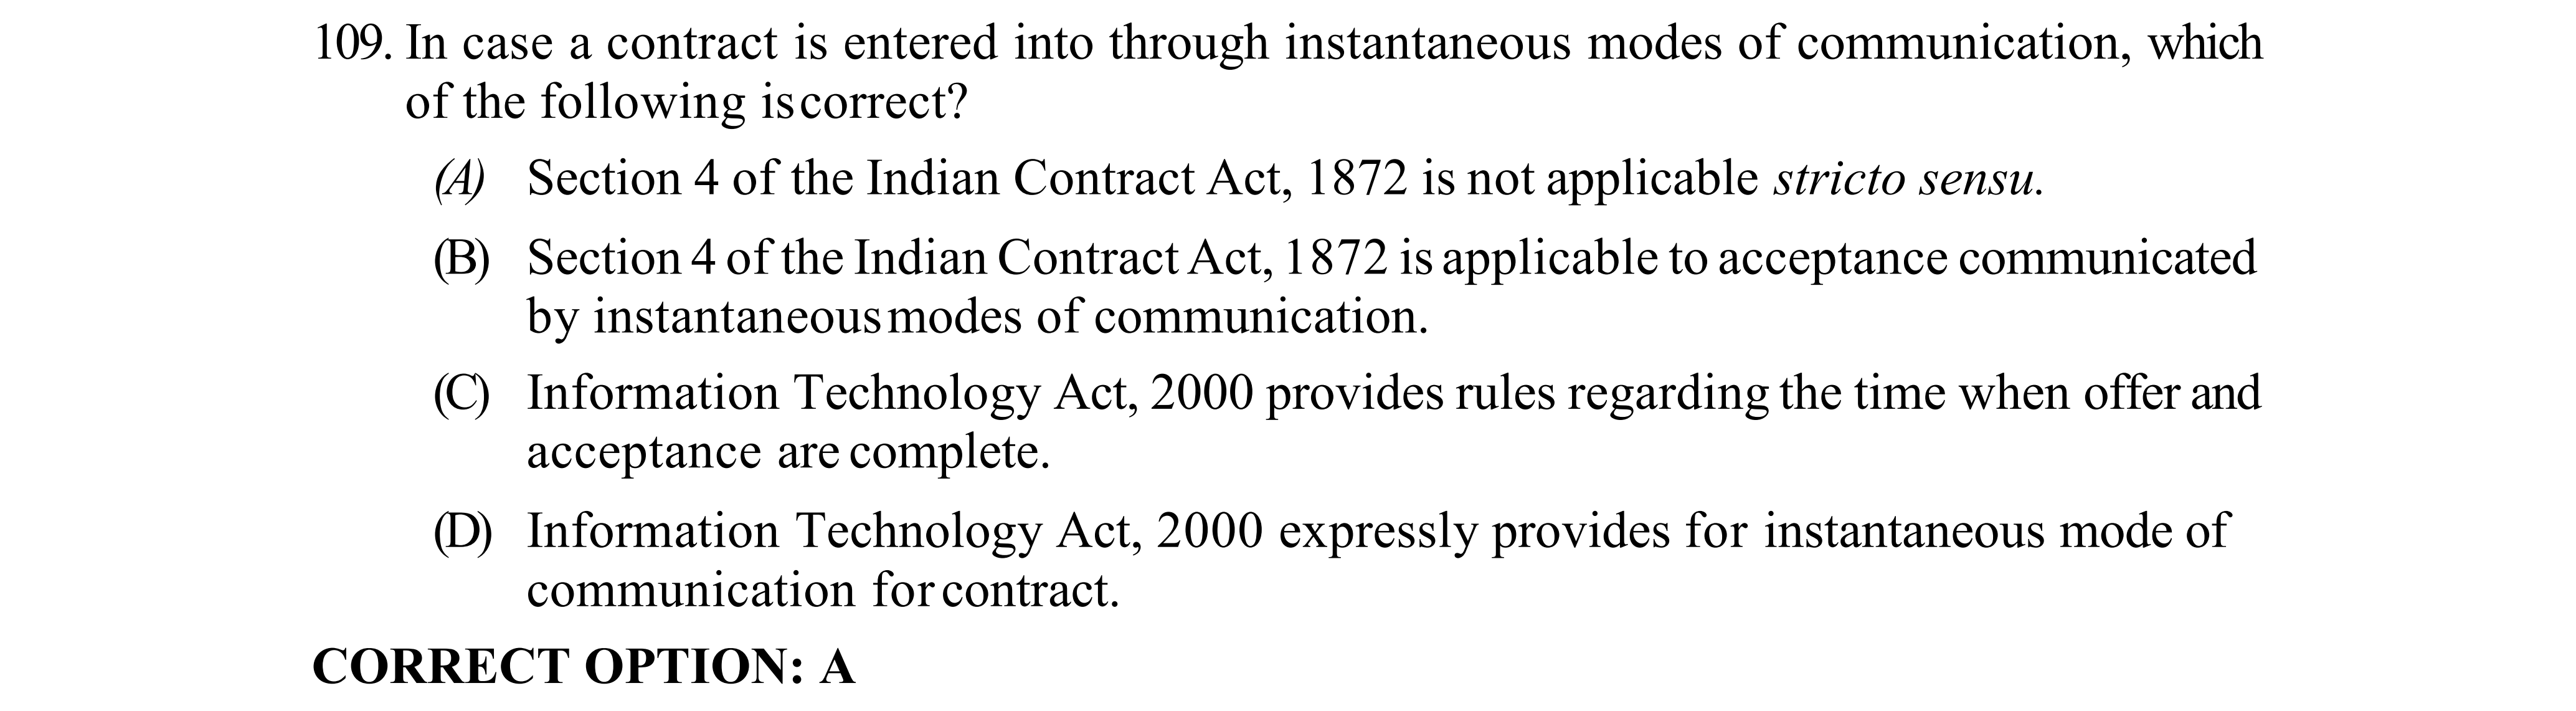 109. In case a contract is entered into through instantaneous modes of communication, which
of the following iscorrect?
(A) Section 4 of the Indian Contract Act, 1872 is not applicable stricto sensu.
(B) Section 4 of the Indian Contract Act, 1872 is applicable to acceptance communicated
by instantaneous modes of communication.
(C) Information Technology Act, 2000 provides rules regarding the time when offer and
acceptance are complete.
(D) Information Technology Act, 2000 expressly provides for instantaneous mode of
communication for contract.
CORRECT OPTION: A